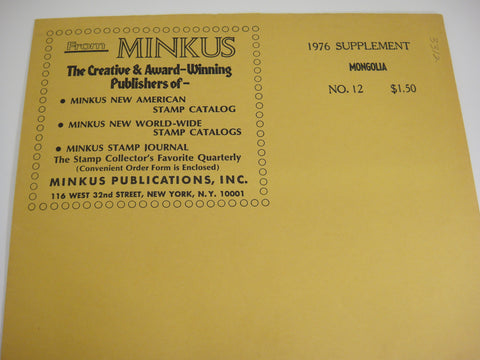 From MINKUS
The Creative & Award-Winning
Publishers of—
• MINKUS NEW AMERICAN
STAMP CATALOG
• MINKUS NEW WORLD-WIDE
STAMP CATALOGS
• MINKUS STAMP JOURNAL
The Stamp Collector's Favorite Quarterly
(Convenient Order Form is Enclosed)
MINKUS PUBLICATIONS, INC.
116 WEST 32nd STREET, NEW YORK, N.Y. 10001
1976 SUPPLEMENT
MONGOLIA
NO. 12 $1.50